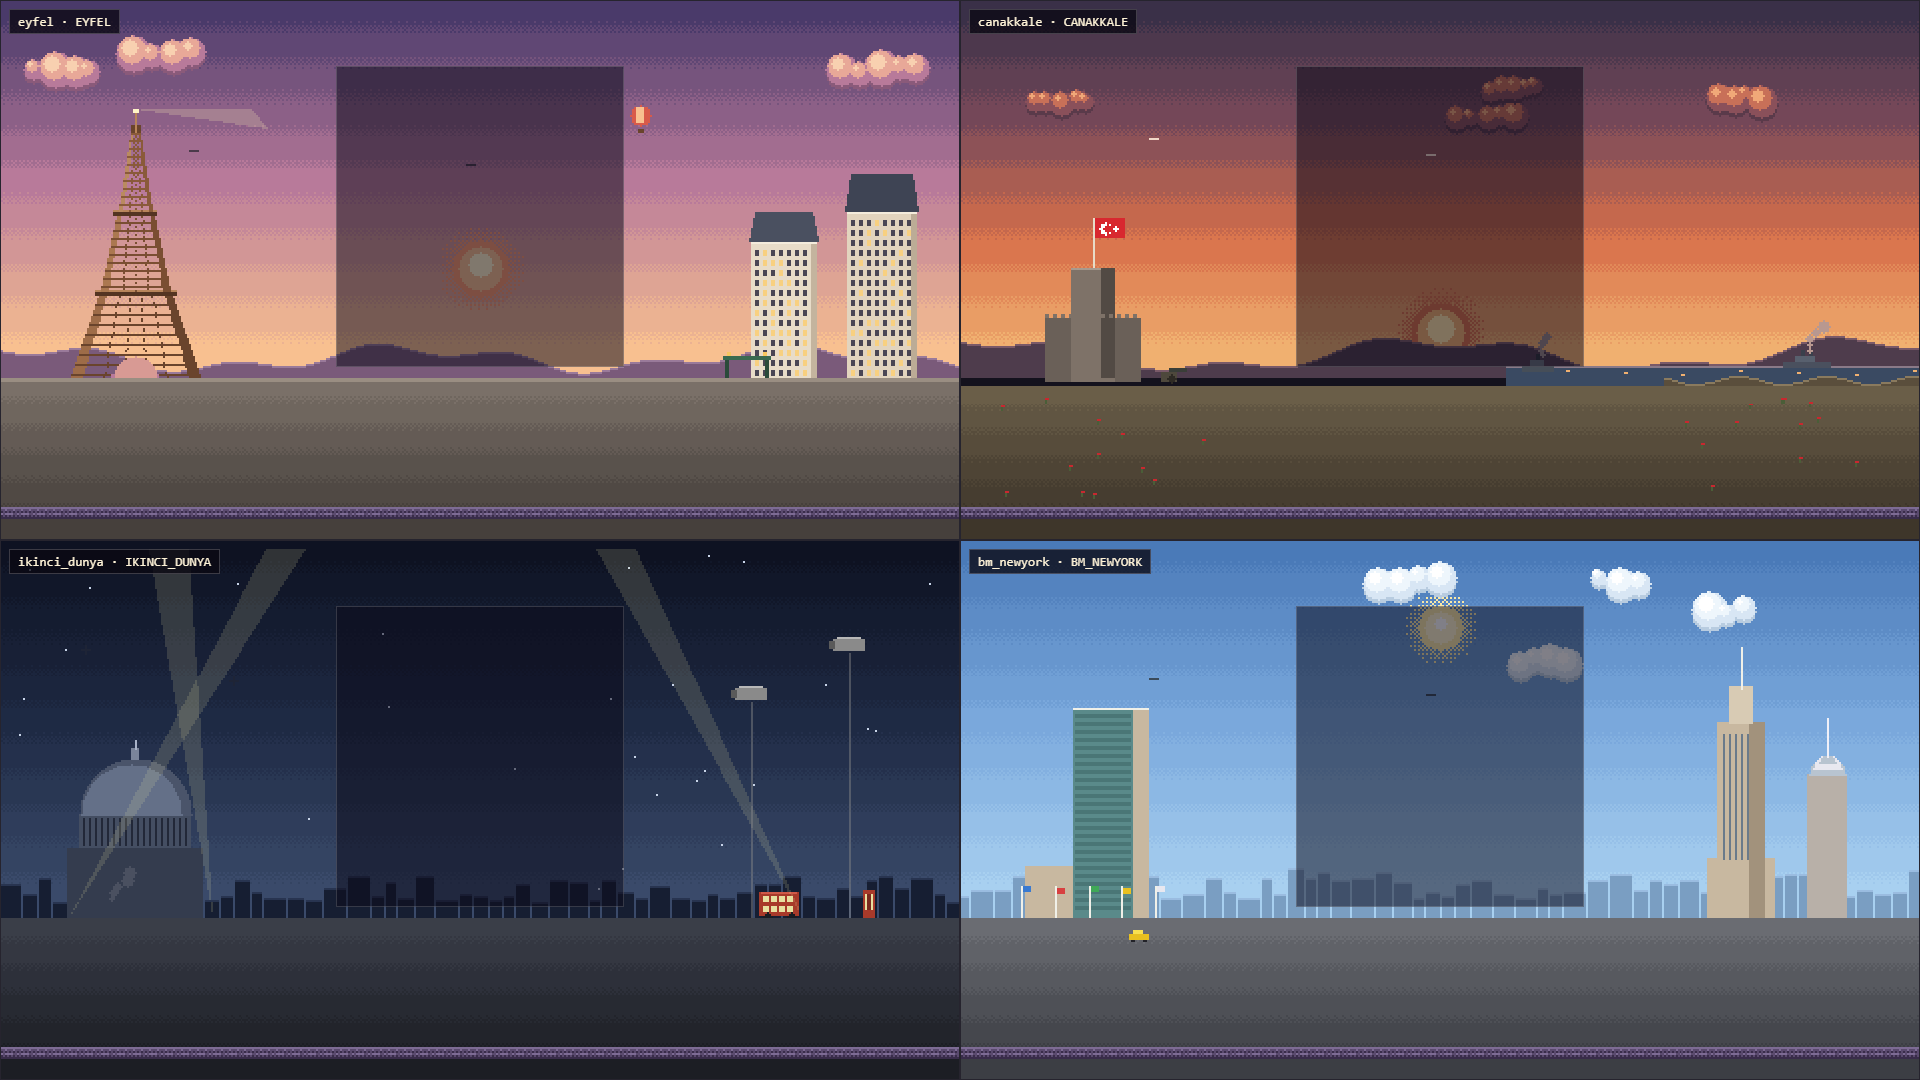 eyfel · EYFEL
canakkale · CANAKKALE
ikinci_dunya · IKINCI_DUNYA
bm_newyork · BM_NEWYORK